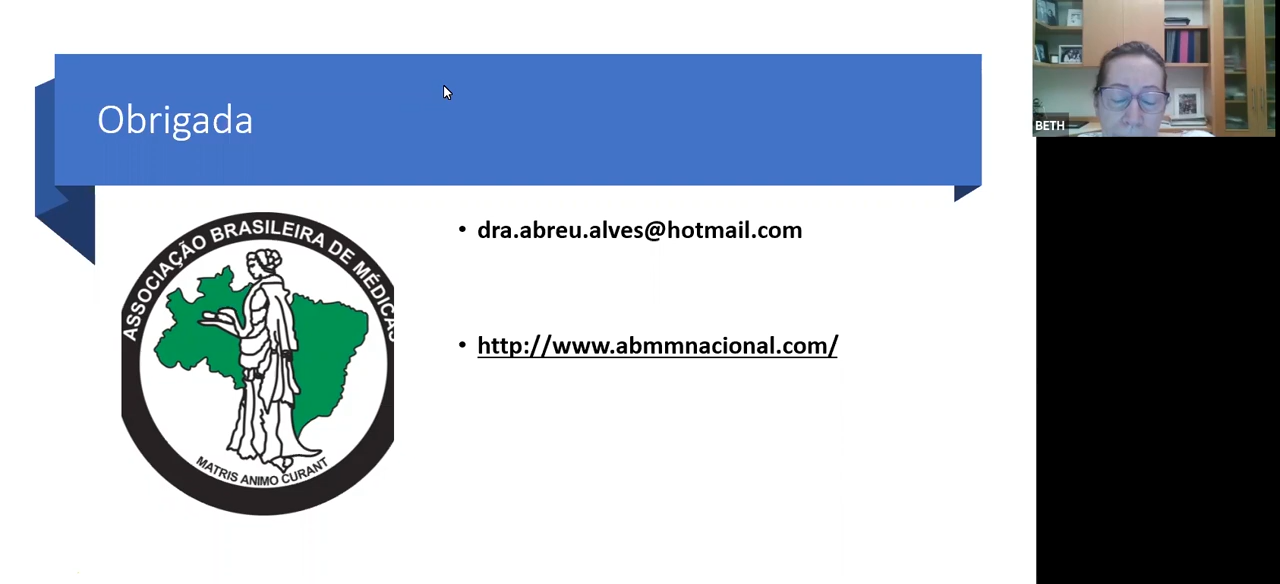 Obrigada
BETH
ASSOCIAÇÃO BRASILEIRA DE MÉDICAS
• dra.abreu.alves@hotmail.com
• http://www.abmmnacional.com/
MATRIS ANIMO CURANT